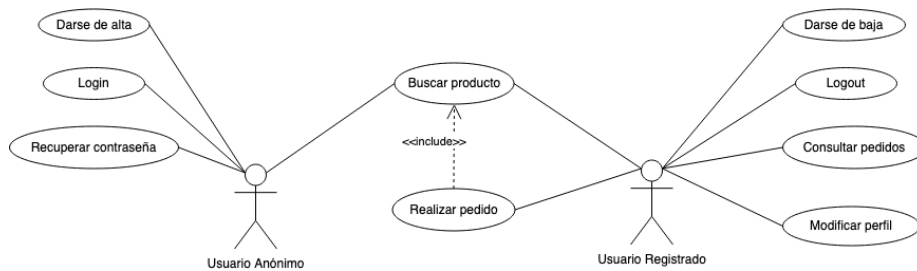 Darse de alta
Darse de baja
Login
Buscar producto
Logout
<<include>>
Recuperar contraseña
Consultar pedidos
Realizar pedido
Modificar perfil
Usuario Anónimo
Usuario Registrado